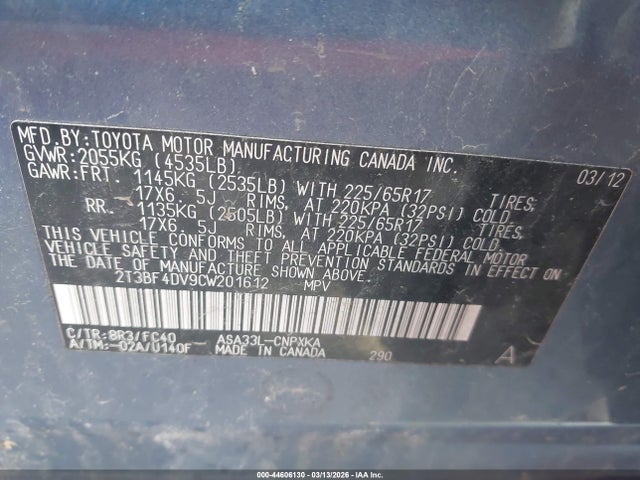 MFD.BY:TOYOTA MOTOR MANUFACTURING CANADA INC. 03/12
GVWR:2055KG (4535LB)
GAWR:FRT. 1145KG (2535LB) WITH 225/65R17 TIRES,
17X6. 5J RIMS, AT 220KPA (32PSI) COLD
RR. 1135KG (2505LB) WITH 225/65R17 TIRES,
17X6. 5J RIMS, AT 220KPA (32PSI) COLD.
THIS VEHICLE CONFORMS TO ALL APPLICABLE FEDERAL MOTOR
VEHICLE SAFETY AND THEFT PREVENTION STANDARDS IN EFFECT ON
THE DATE OF MANUFACTURE SHOWN ABOVE.
2T3BF4DV9CW201612 MPV
C/TR:8R3/FC40 ASA33L-CNPXKA
A/TM:-02A/U140F MADE IN CANADA 290 A
000-44606130 - 03/13/2026 - IAA Inc.